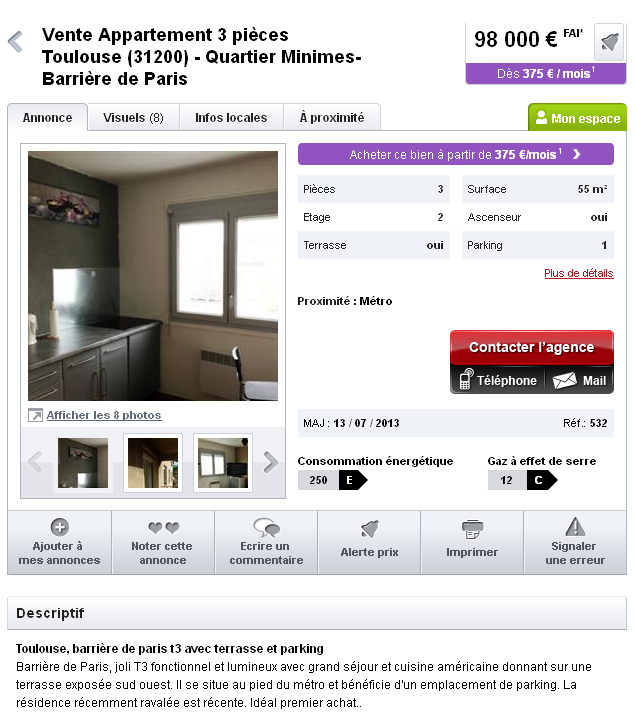 Vente Appartement 3 pièces
Toulouse (31200) - Quartier Minimes-
Barrière de Paris
98 000 € FAI*
Dès 375 € / mois1
Annonce
Visuels (8)
Infos locales
À proximité
Mon espace
Acheter ce bien à partir de 375 €/mois1
Pièces 3
Surface 55 m²
Etage 2
Ascenseur oui
Terrasse oui
Parking 1
Plus de détails
Proximité : Métro
Contacter l'agence
Téléphone
Mail
Afficher les 8 photos
MAJ : 13 / 07 / 2013
Réf.: 532
Consommation énergétique
250 E
Gaz à effet de serre
12 C
Ajouter à
mes annonces
Noter cette
annonce
Ecrire un
commentaire
Alerte prix
Imprimer
Signaler
une erreur
Descriptif
Toulouse, barrière de paris t3 avec terrasse et parking
Barrière de Paris, joli T3 fonctionnel et lumineux avec grand séjour et cuisine américaine donnant sur une
terrasse exposée sud ouest. Il se situe au pied du métro et bénéficie d'un emplacement de parking. La
résidence récemment ravalée est récente. Idéal premier achat..